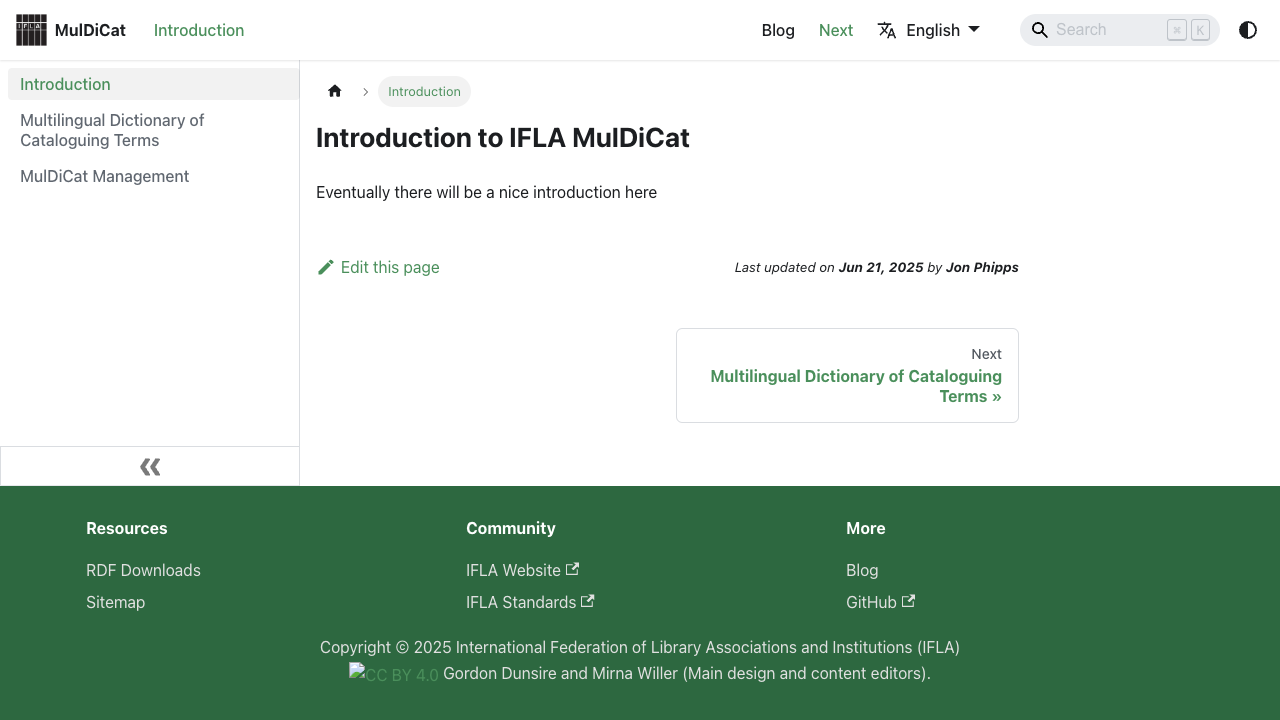 IFLA MulDiCat Introduction Blog Next English Search ⌘ K
Introduction
Multilingual Dictionary of
Cataloguing Terms
MulDiCat Management
Introduction
Introduction to IFLA MulDiCat
Eventually there will be a nice introduction here
Edit this page
Last updated on Jun 21, 2025 by Jon Phipps
Next
Multilingual Dictionary of Cataloguing
Terms »
Resources
RDF Downloads
Sitemap
Community
IFLA Website
IFLA Standards
More
Blog
GitHub
Copyright © 2025 International Federation of Library Associations and Institutions (IFLA)
CC BY 4.0 Gordon Dunsire and Mirna Willer (Main design and content editors).